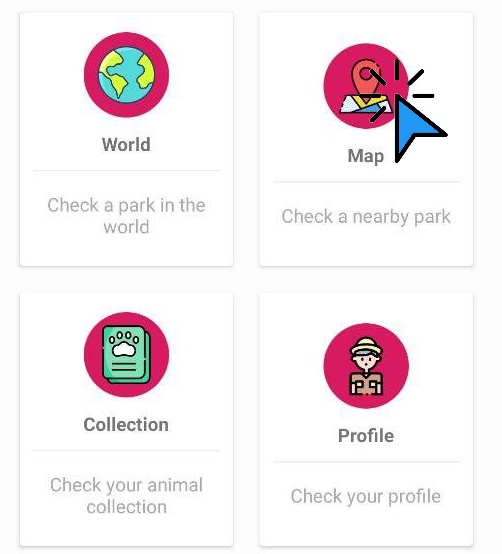 World
Check a park in the
world
Map
Check a nearby park
Collection
Check your animal
collection
Profile
Check your profile